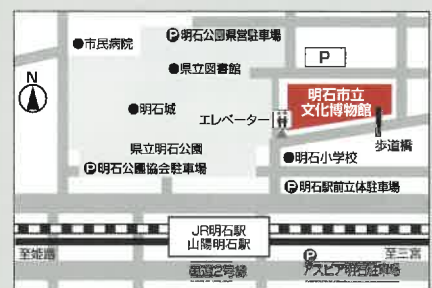 Ⓟ明石公園県営駐車場
●市民病院
P
●県立図書館
N
明石市立
文化博物館
●明石城
エレベーター
県立明石公園
歩道橋
●明石小学校
Ⓟ明石公園協会駐車場
Ⓟ明石駅前立体駐車場
JR明石駅
山陽明石駅
至姫路
至三宮
Ⓟ
国道2号線
アスピア明石駐車場